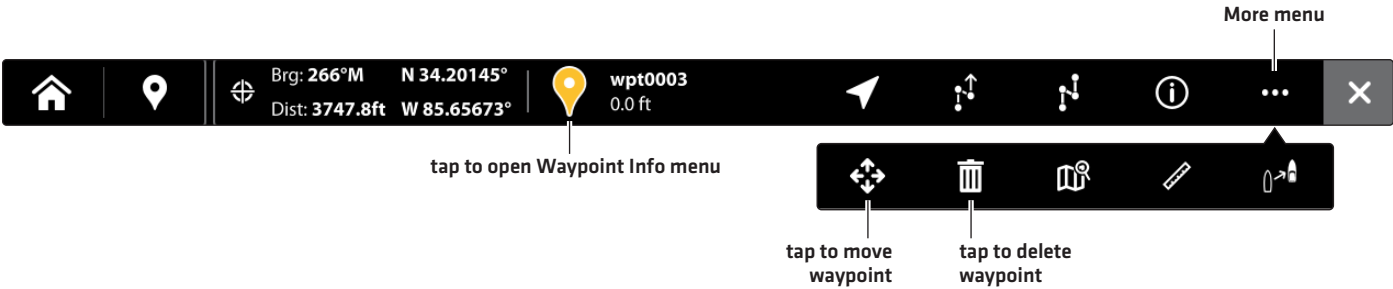 More menu
Brg: 266°M N 34.20145°
Dist: 3747.8ft W 85.65673°
wpt0003
0.0 ft
tap to open Waypoint Info menu
tap to move
waypoint
tap to delete
waypoint